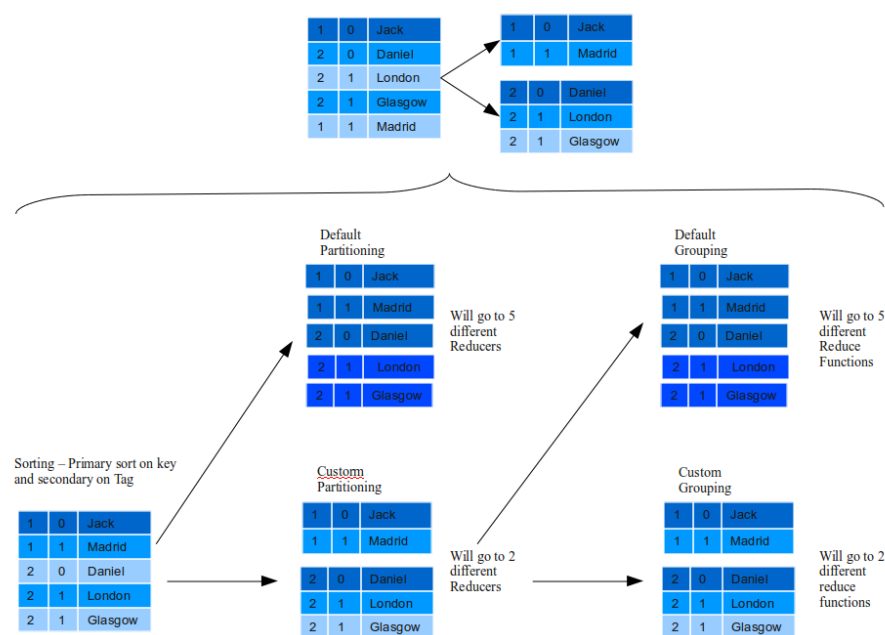 1 0 Jack
2 0 Daniel
2 1 London
2 1 Glasgow
1 1 Madrid
1 0 Jack
1 1 Madrid
2 0 Daniel
2 1 London
2 1 Glasgow
Default
Partitioning
1 0 Jack
1 1 Madrid
2 0 Daniel
2 1 London
2 1 Glasgow
Will go to 5
different
Reducers
Default
Grouping
1 0 Jack
1 1 Madrid
2 0 Daniel
2 1 London
2 1 Glasgow
Will go to 5
different
Reduce
Functions
Sorting – Primary sort on key
and secondary on Tag
1 0 Jack
1 1 Madrid
2 0 Daniel
2 1 London
2 1 Glasgow
Custom
Partitioning
1 0 Jack
1 1 Madrid
2 0 Daniel
2 1 London
2 1 Glasgow
Will go to 2
different
Reducers
Custom
Grouping
1 0 Jack
1 1 Madrid
2 0 Daniel
2 1 London
2 1 Glasgow
Will go to 2
different
reduce
functions